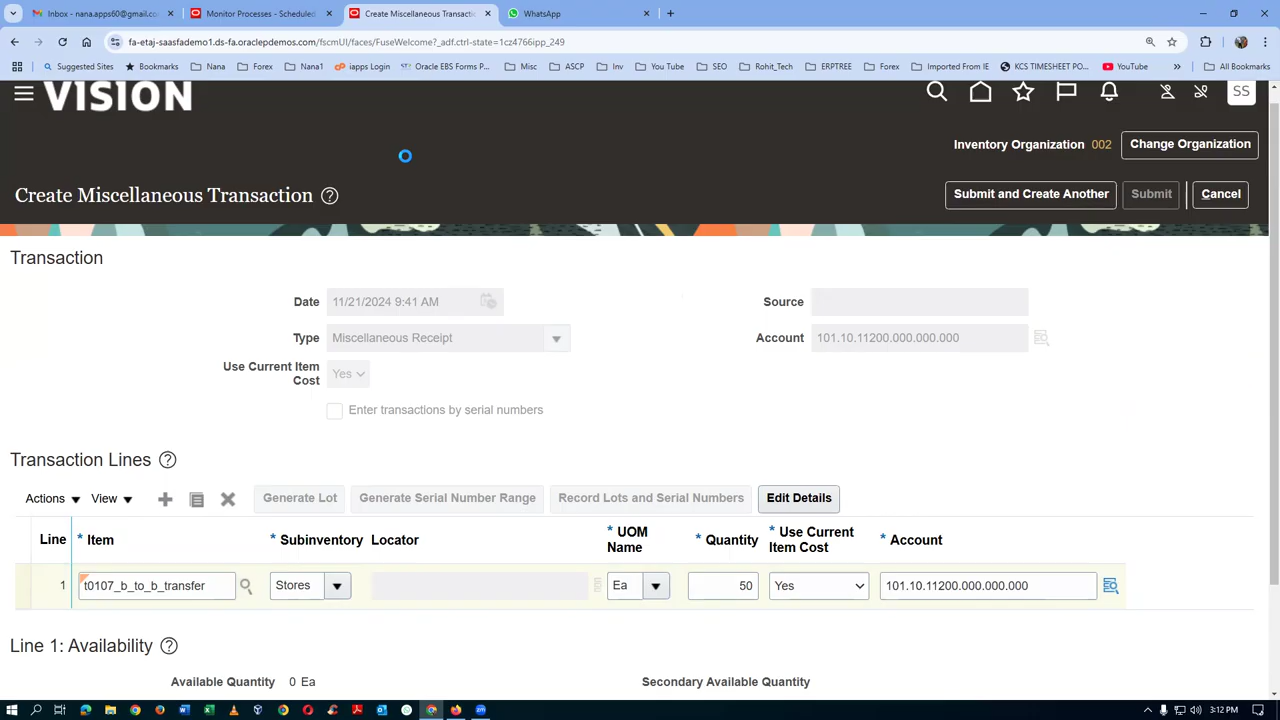 Inbox - nana.apps60@gmail.co
Monitor Processes - Scheduled
Create Miscellaneous Transactio
WhatsApp
fa-etaj-saasfademo1.ds-fa.oraclepdemos.com/fscmUI/faces/FuseWelcome?_adf.ctrl-state=1cz4766ipp_249
Suggested Sites
Bookmarks
Nana
Forex
Nana1
iapps Login
Oracle EBS Forms P...
Misc
ASCP
Inv
You Tube
SEO
Rohit_Tech
ERPTREE
Forex
Imported From IE
KCS TIMESHEET PO...
YouTube
»
All Bookmarks
VISION
SS
Inventory Organization 002 Change Organization
Create Miscellaneous Transaction
Submit and Create Another Submit Cancel
Transaction
Date 11/21/2024 9:41 AM
Source
Type Miscellaneous Receipt
Account 101.10.11200.000.000.000
Use Current Item
Cost
Yes
Enter transactions by serial numbers
Transaction Lines
Actions View Generate Lot Generate Serial Number Range Record Lots and Serial Numbers Edit Details
Line * Item * Subinventory Locator * UOM Name * Quantity * Use Current Item Cost * Account
1 t0107_b_to_b_transfer Stores Ea 50 Yes 101.10.11200.000.000.000
Line 1: Availability
Available Quantity 0 Ea
Secondary Available Quantity
3:12 PM